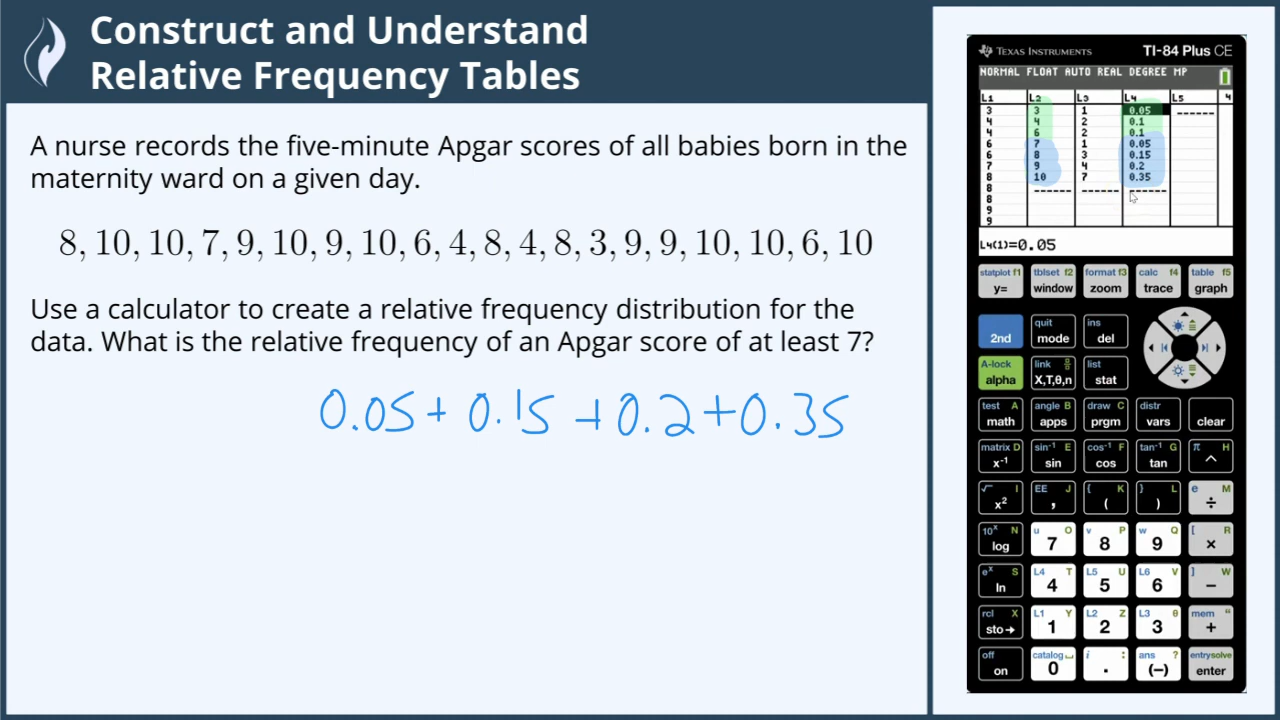 Construct and Understand
Relative Frequency Tables
A nurse records the five-minute Apgar scores of all babies born in the
maternity ward on a given day.
8, 10, 10, 7, 9, 10, 9, 10, 6, 4, 8, 4, 8, 3, 9, 9, 10, 10, 6, 10
Use a calculator to create a relative frequency distribution for the
data. What is the relative frequency of an Apgar score of at least 7?
0.05 + 0.15 + 0.2 + 0.35
TEXAS INSTRUMENTS TI-84 Plus CE
NORMAL FLOAT AUTO REAL DEGREE MP
L1 L2 L3 L4 L5 4
3 3 1 0.05 ------
4 4 2 0.1
4 6 2 0.1
6 7 1 0.05
6 8 3 0.15
7 9 4 0.2
8 10 7 0.35
8 ------ ------ ------
8
9
9
L4(1)=0.05
statplot f1 tblset f2 format f3 calc f4 table f5
y= window zoom trace graph
quit ins
2nd mode del
A-lock link list
alpha X,T,θ,n stat
test A angle B draw C distr
math apps prgm vars clear
matrix D sin⁻¹ E cos⁻¹ F tan⁻¹ G π H
x⁻¹ sin cos tan ^
√ I EE J { K } L e M
x² , ( ) ÷
10ˣ N u O v P w Q [ R
log 7 8 9 ×
eˣ S L4 T L5 U L6 V ] W
ln 4 5 6 −
rcl X L1 Y L2 Z L3 θ mem "
sto→ 1 2 3 +
off catalog i : ans ? entry solve
on 0 . (−) enter